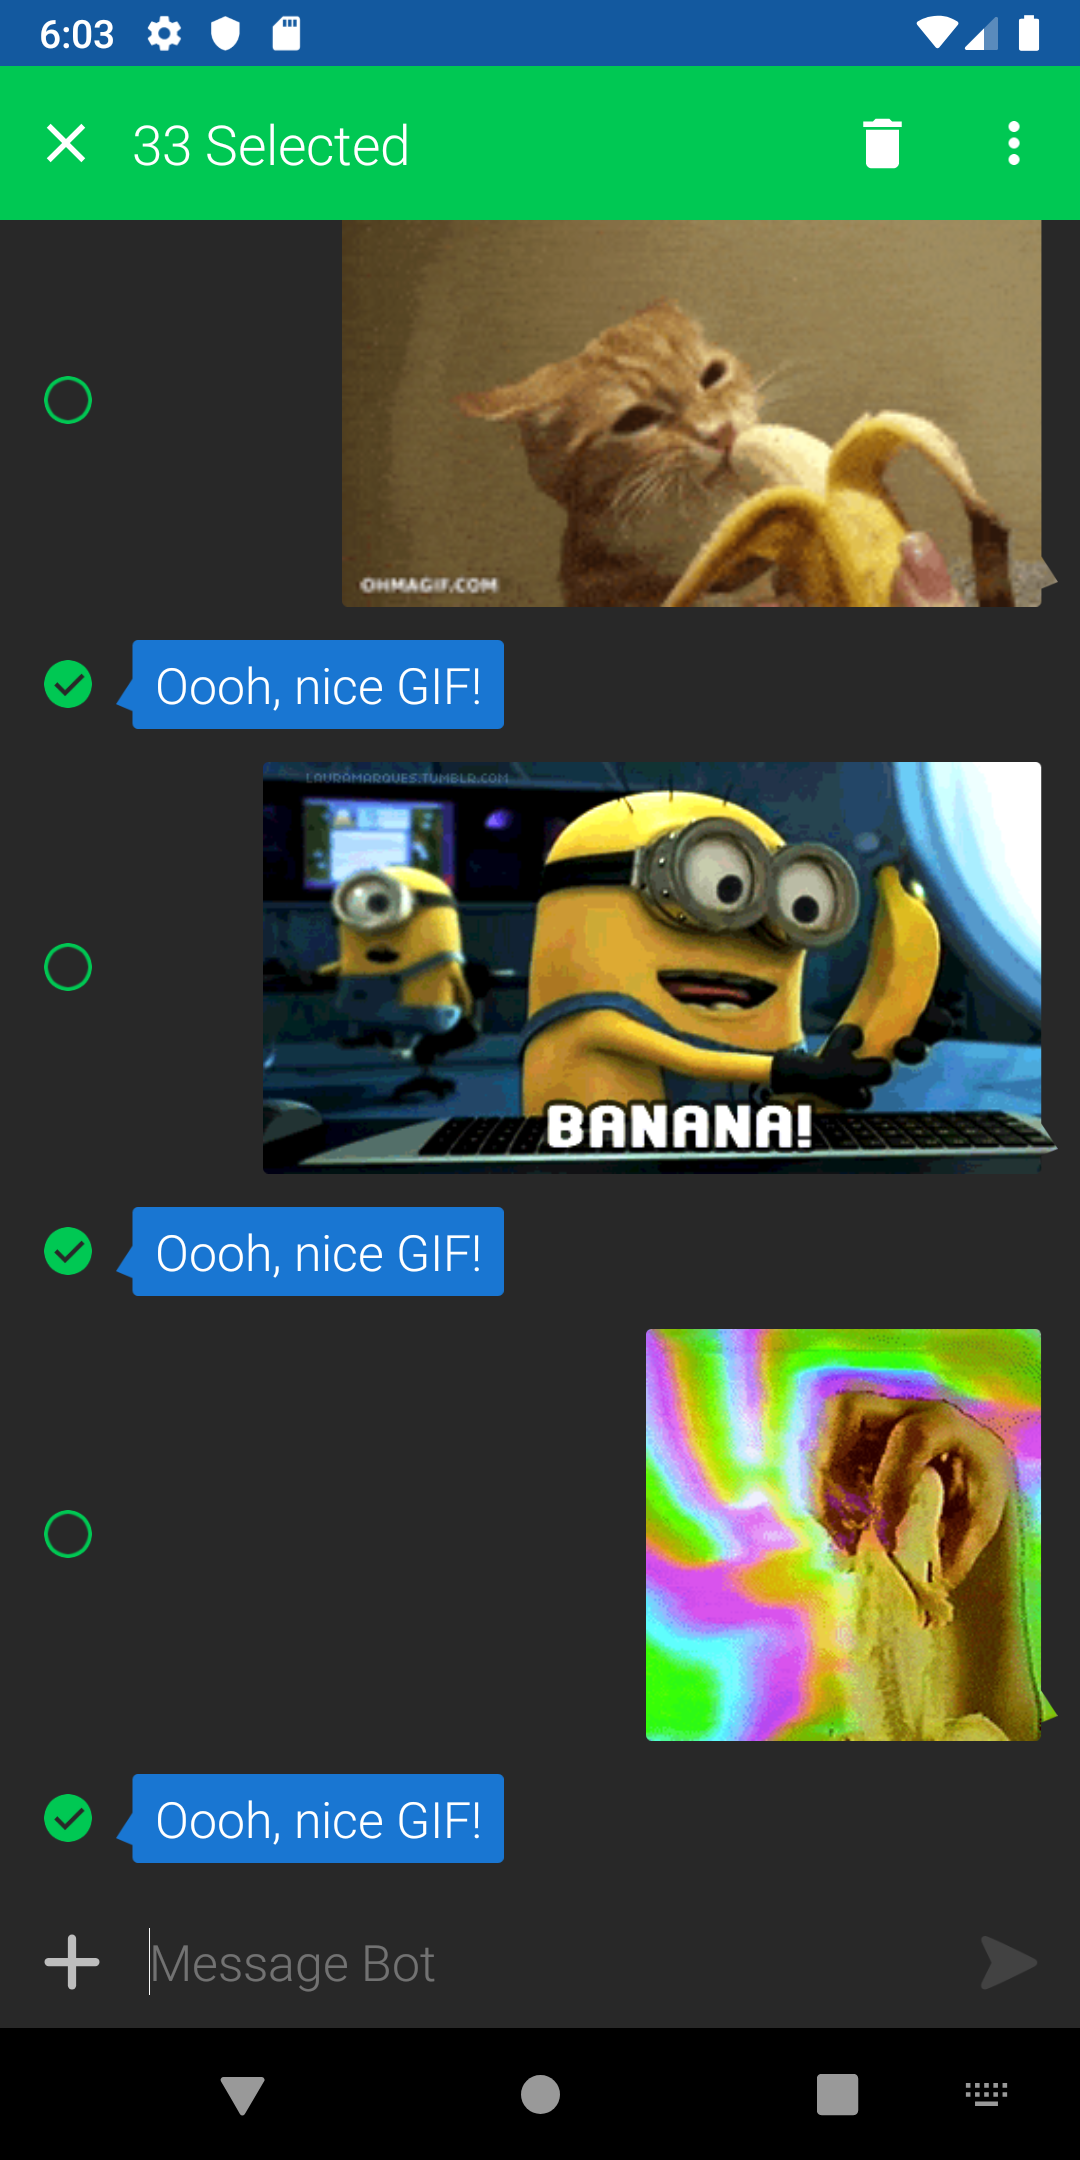 6:03
33 Selected
OHMAGIF.COM
Oooh, nice GIF!
LAURAMARQUES.TUMBLR.COM
BANANA!
Oooh, nice GIF!
Oooh, nice GIF!
Message Bot